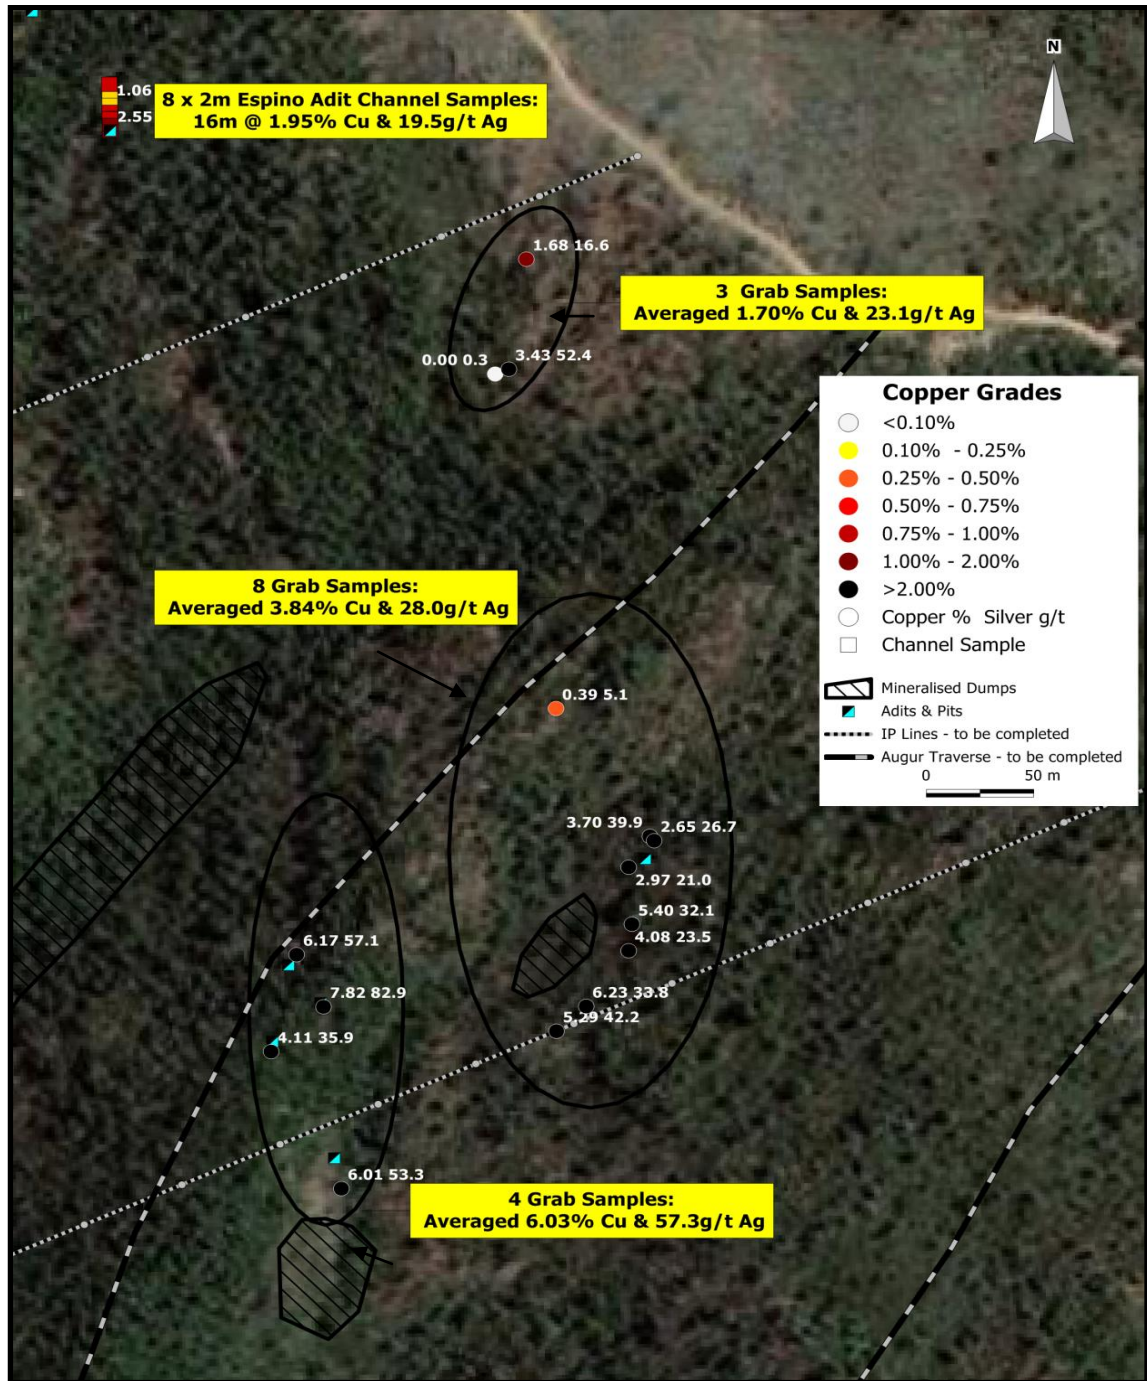 N
1.06
2.55
8 x 2m Espino Adit Channel Samples:
16m @ 1.95% Cu & 19.5g/t Ag
1.68 16.6
3 Grab Samples:
Averaged 1.70% Cu & 23.1g/t Ag
0.00 0.3
3.43 52.4
Copper Grades
<0.10%
0.10% - 0.25%
0.25% - 0.50%
0.50% - 0.75%
0.75% - 1.00%
1.00% - 2.00%
>2.00%
Copper % Silver g/t
Channel Sample
Mineralised Dumps
Adits & Pits
IP Lines - to be completed
Augur Traverse - to be completed
0 50 m
8 Grab Samples:
Averaged 3.84% Cu & 28.0g/t Ag
0.39 5.1
3.70 39.9
2.65 26.7
2.97 21.0
5.40 32.1
4.08 23.5
6.23 33.8
5.29 42.2
6.17 57.1
7.82 82.9
4.11 35.9
6.01 53.3
4 Grab Samples:
Averaged 6.03% Cu & 57.3g/t Ag